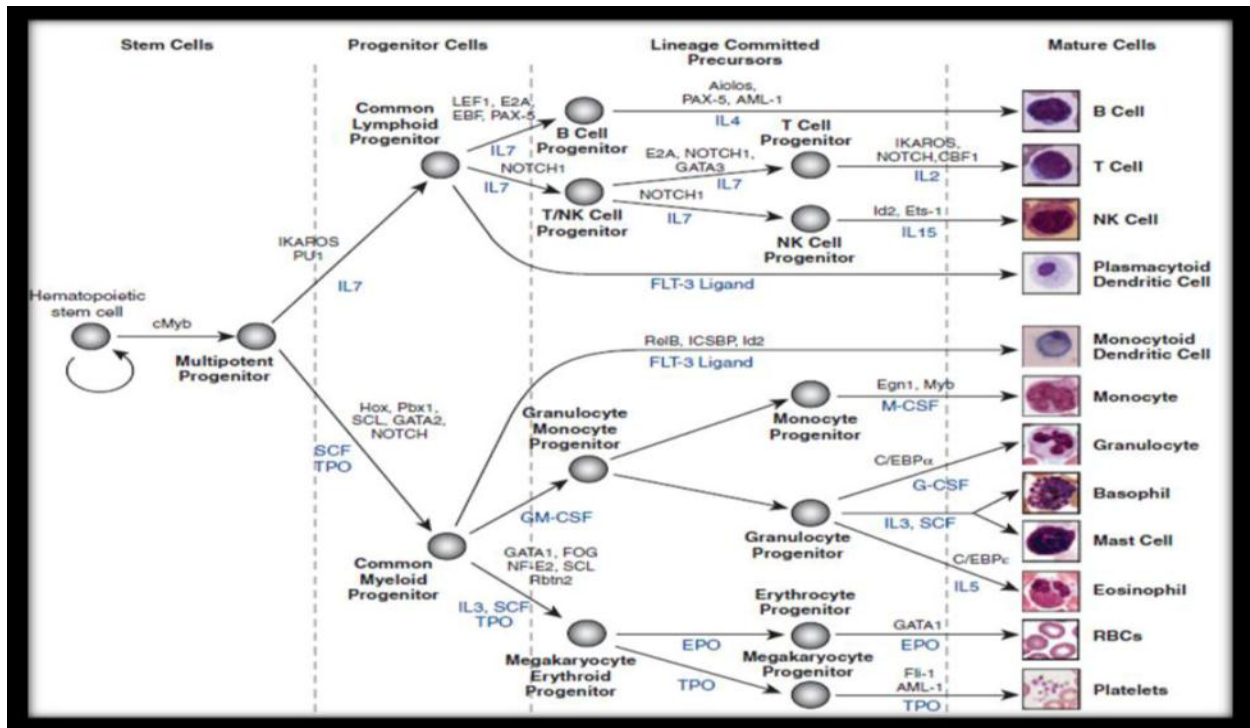 Stem Cells
Progenitor Cells
Lineage Committed
Precursors
Mature Cells
Common
Lymphoid
Progenitor
LEF1, E2A,
EBF, PAX-5
IL7
NOTCH1
IL7
B Cell
Progenitor
Aiolos,
PAX-5, AML-1
IL4
B Cell
T/NK Cell
Progenitor
E2A, NOTCH1,
GATA3
IL7
NOTCH1
IL7
T Cell
Progenitor
IKAROS,
NOTCH,CBF1
IL2
T Cell
NK Cell
Progenitor
Id2, Ets-1
IL15
NK Cell
FLT-3 Ligand
Plasmacytoid
Dendritic Cell
IKAROS
PU1
IL7
Hematopoietic
stem cell
cMyb
Multipotent
Progenitor
RelB, ICSBP, Id2
FLT-3 Ligand
Monocytoid
Dendritic Cell
Hox, Pbx1,
SCL, GATA2,
NOTCH
SCF
TPO
Granulocyte
Monocyte
Progenitor
GM-CSF
Monocyte
Progenitor
Egn1, Myb
M-CSF
Monocyte
C/EBPα
G-CSF
Granulocyte
IL3, SCF
Basophil
Mast Cell
Granulocyte
Progenitor
C/EBPε
IL5
Eosinophil
Common
Myeloid
Progenitor
GATA1, FOG
NF-E2, SCL
Rbtn2
IL3, SCF
TPO
Megakaryocyte
Erythroid
Progenitor
EPO
TPO
Erythrocyte
Progenitor
GATA1
EPO
RBCs
Megakaryocyte
Progenitor
Fli-1
AML-1
TPO
Platelets